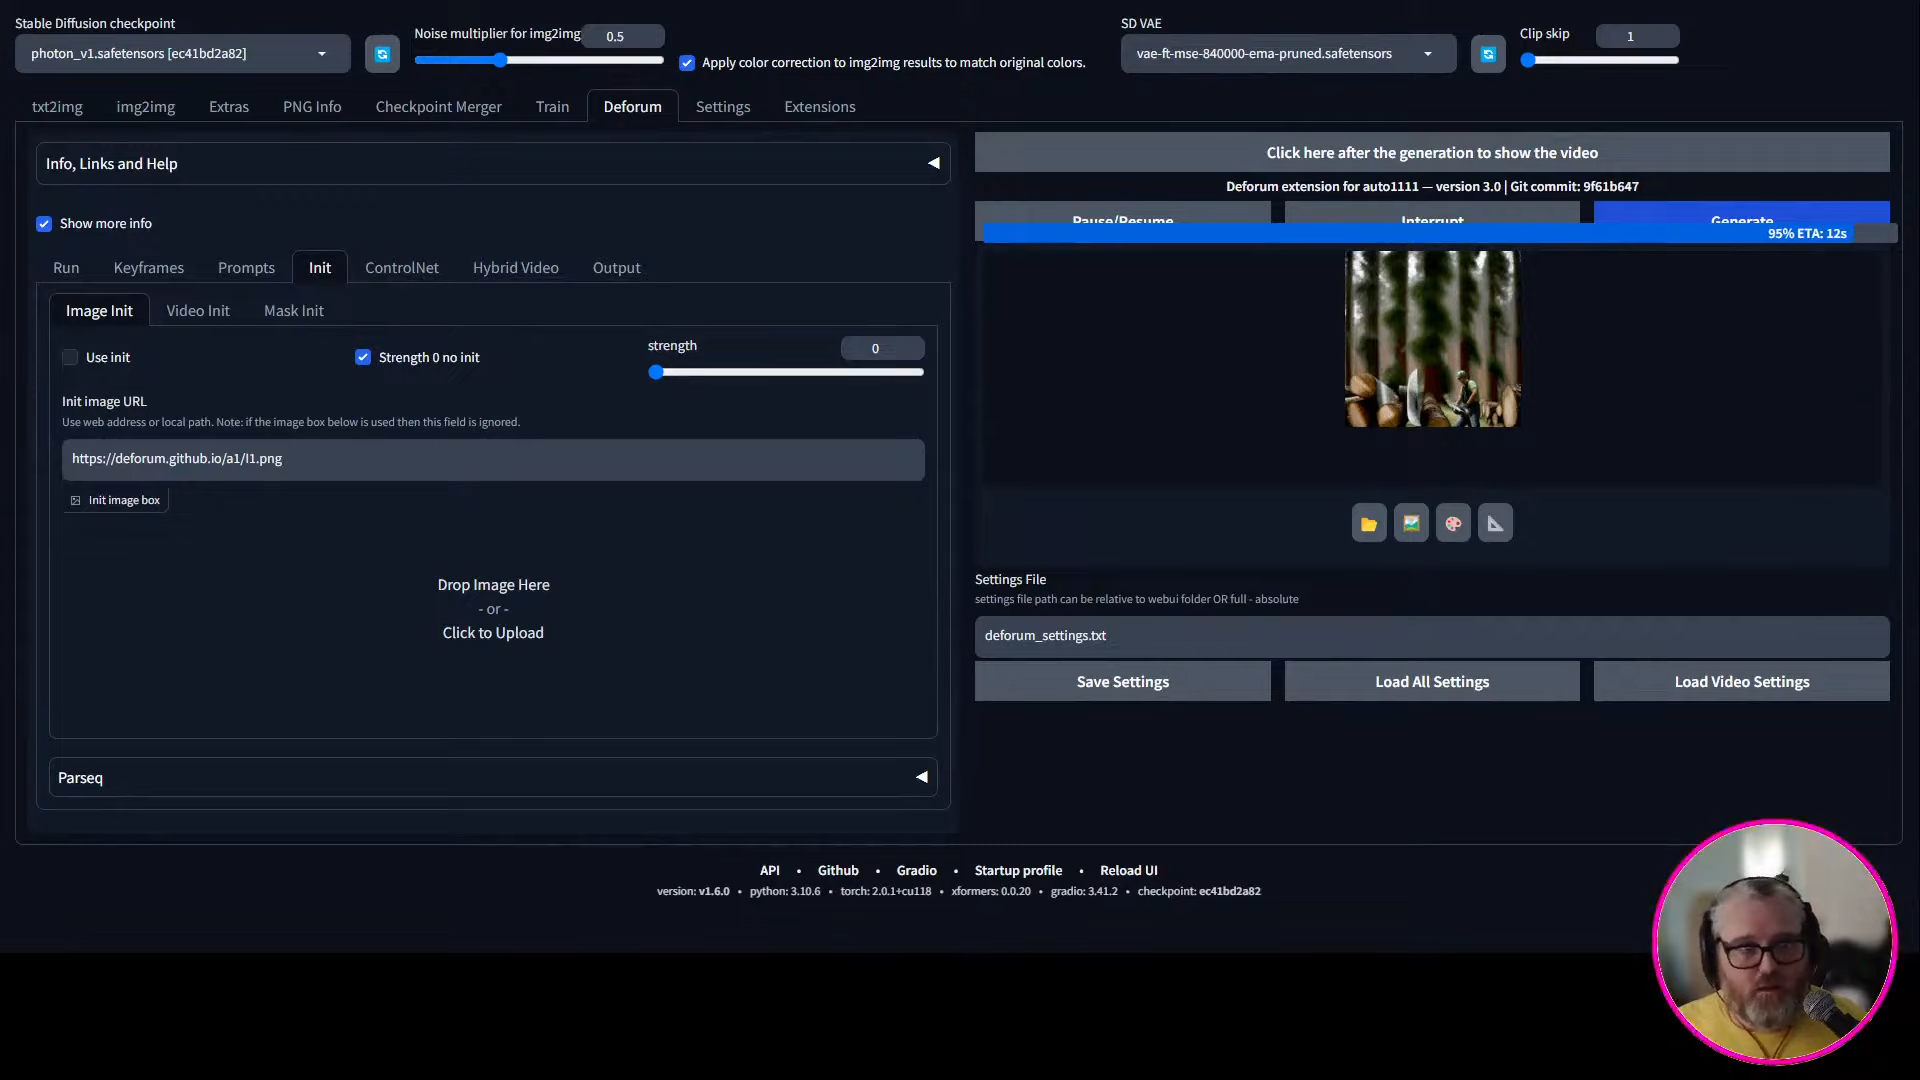 Stable Diffusion checkpoint
photon_v1.safetensors [ec41bd2a82]
Noise multiplier for img2img
0.5
Apply color correction to img2img results to match original colors.
SD VAE
vae-ft-mse-840000-ema-pruned.safetensors
Clip skip
1
txt2img
img2img
Extras
PNG Info
Checkpoint Merger
Train
Deforum
Settings
Extensions
Info, Links and Help
Show more info
Run
Keyframes
Prompts
Init
ControlNet
Hybrid Video
Output
Image Init
Video Init
Mask Init
Use init
Strength 0 no init
strength
0
Init image URL
Use web address or local path. Note: if the image box below is used then this field is ignored.
https://deforum.github.io/a1/I1.png
Init image box
Drop Image Here
- or -
Click to Upload
Parseq
Click here after the generation to show the video
Deforum extension for auto1111 — version 3.0 | Git commit: 9f61b647
Pause/Resume
Interrupt
Generate
95% ETA: 12s
Settings File
settings file path can be relative to webui folder OR full - absolute
deforum_settings.txt
Save Settings
Load All Settings
Load Video Settings
API • Github • Gradio • Startup profile • Reload UI
version: v1.6.0 • python: 3.10.6 • torch: 2.0.1+cu118 • xformers: 0.0.20 • gradio: 3.41.2 • checkpoint: ec41bd2a82